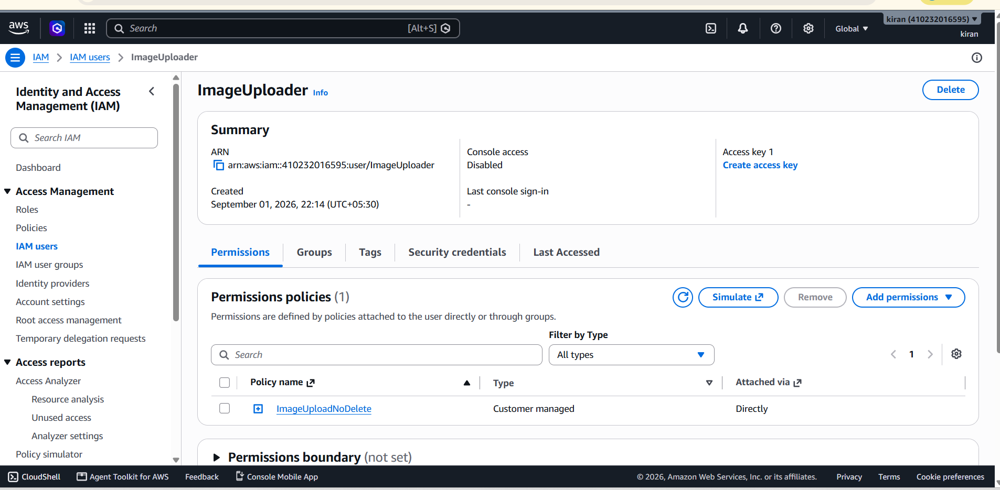 aws
Search [Alt+S]
Global
kiran (410232016595)
kiran
IAM
IAM users
ImageUploader
Identity and Access
Management (IAM)
Search IAM
Dashboard
Access Management
Roles
Policies
IAM users
IAM user groups
Identity providers
Account settings
Root access management
Temporary delegation requests
Access reports
Access Analyzer
Resource analysis
Unused access
Analyzer settings
Policy simulator
ImageUploader Info
Delete
Summary
ARN
arn:aws:iam::410232016595:user/ImageUploader
Created
September 01, 2026, 22:14 (UTC+05:30)
Console access
Disabled
Last console sign-in
-
Access key 1
Create access key
Permissions
Groups
Tags
Security credentials
Last Accessed
Permissions policies (1)
Simulate
Remove
Add permissions
Permissions are defined by policies attached to the user directly or through groups.
Filter by Type
Search
All types
1
Policy name
Type
Attached via
ImageUploadNoDelete
Customer managed
Directly
Permissions boundary (not set)
CloudShell
Agent Toolkit for AWS
Feedback
Console Mobile App
© 2026, Amazon Web Services, Inc. or its affiliates.
Privacy
Terms
Cookie preferences